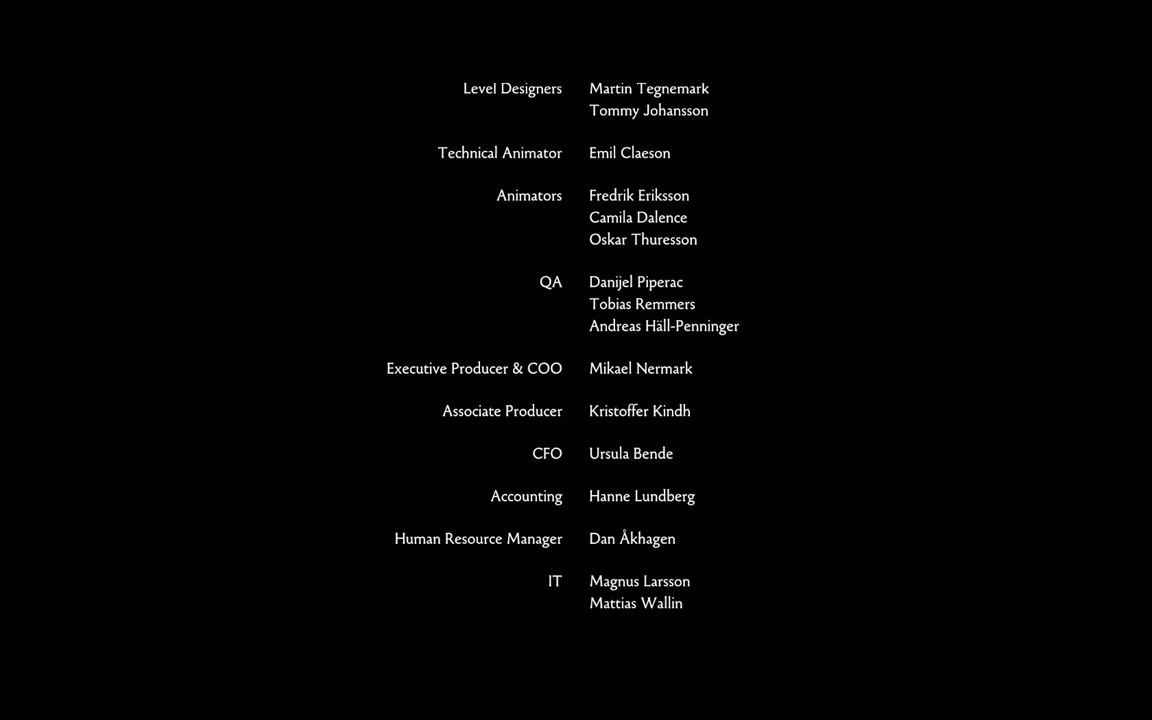 Level Designers Martin Tegnemark
Tommy Johansson
Technical Animator Emil Claeson
Animators Fredrik Eriksson
Camila Dalence
Oskar Thuresson
QA Danijel Piperac
Tobias Remmers
Andreas Häll-Penninger
Executive Producer & COO Mikael Nermark
Associate Producer Kristoffer Kindh
CFO Ursula Bende
Accounting Hanne Lundberg
Human Resource Manager Dan Åkhagen
IT Magnus Larsson
Mattias Wallin